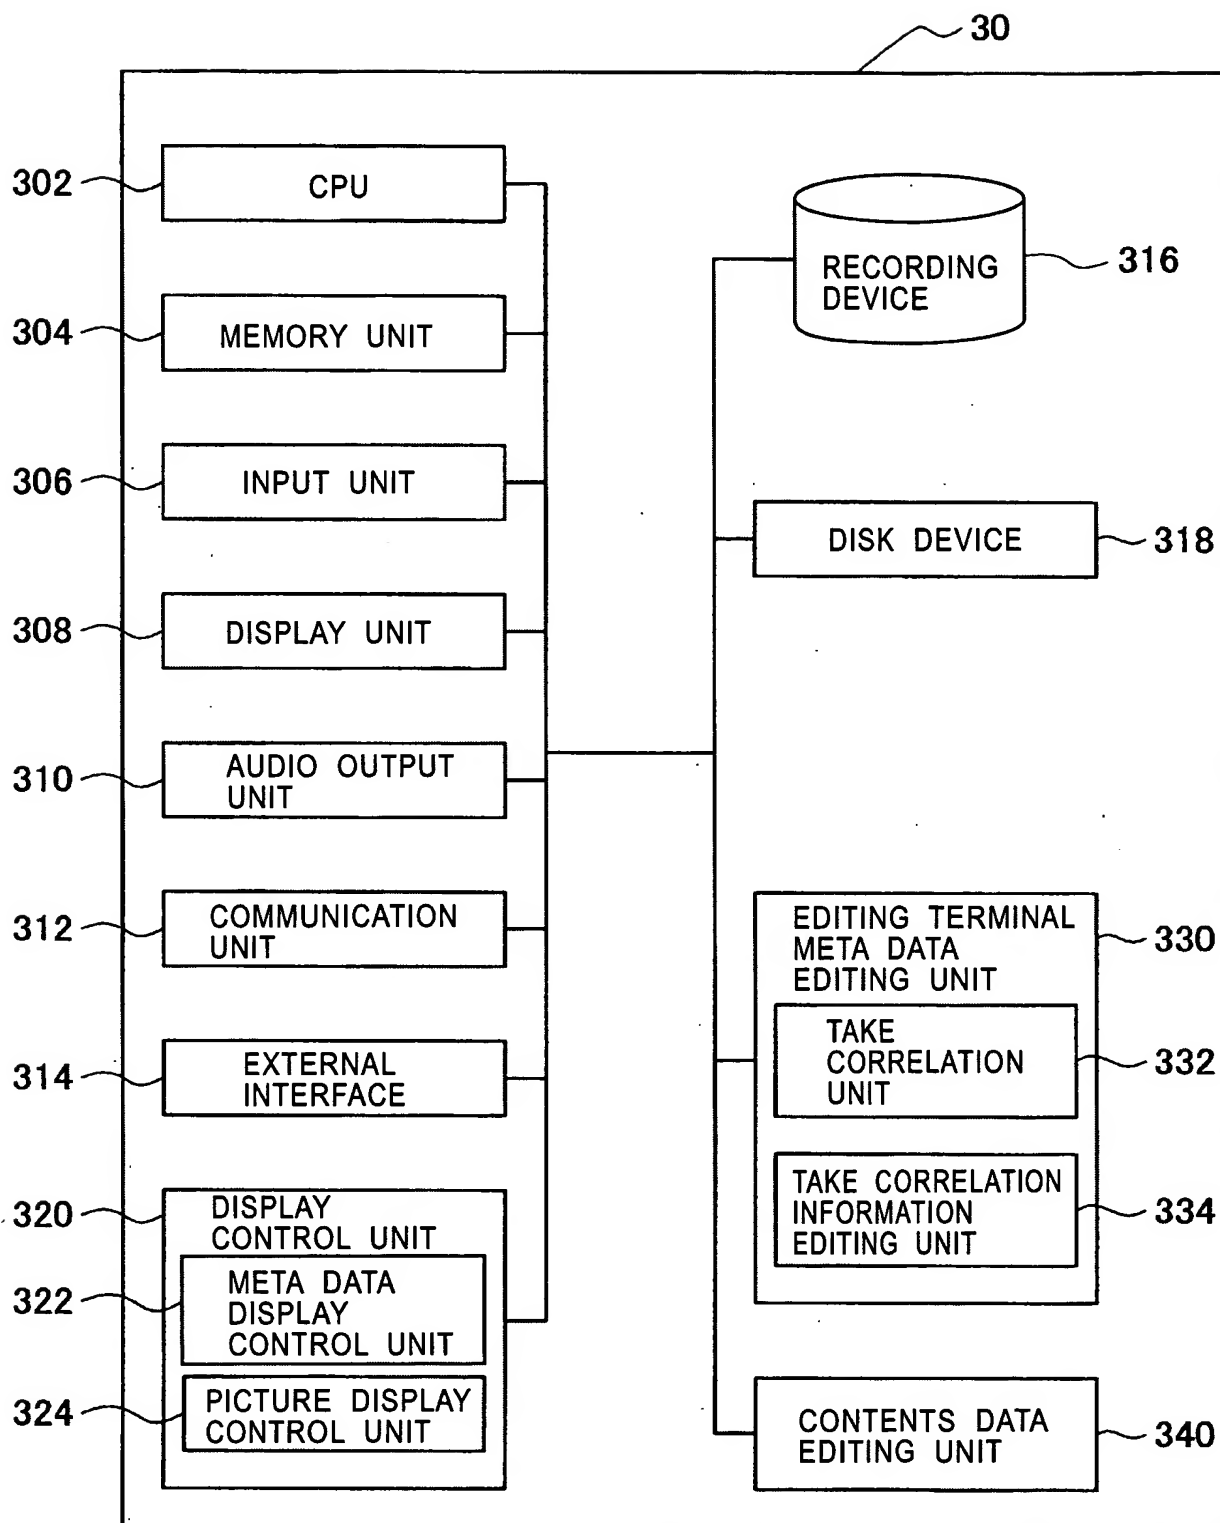 30
302
CPU
304
MEMORY UNIT
306
INPUT UNIT
308
DISPLAY UNIT
310
AUDIO OUTPUT
UNIT
312
COMMUNICATION
UNIT
314
EXTERNAL
INTERFACE
320
DISPLAY
CONTROL UNIT
322
META DATA
DISPLAY
CONTROL UNIT
324
PICTURE DISPLAY
CONTROL UNIT
RECORDING
DEVICE
316
DISK DEVICE
318
EDITING TERMINAL
META DATA
EDITING UNIT
330
TAKE
CORRELATION
UNIT
332
TAKE CORRELATION
INFORMATION
EDITING UNIT
334
CONTENTS DATA
EDITING UNIT
340